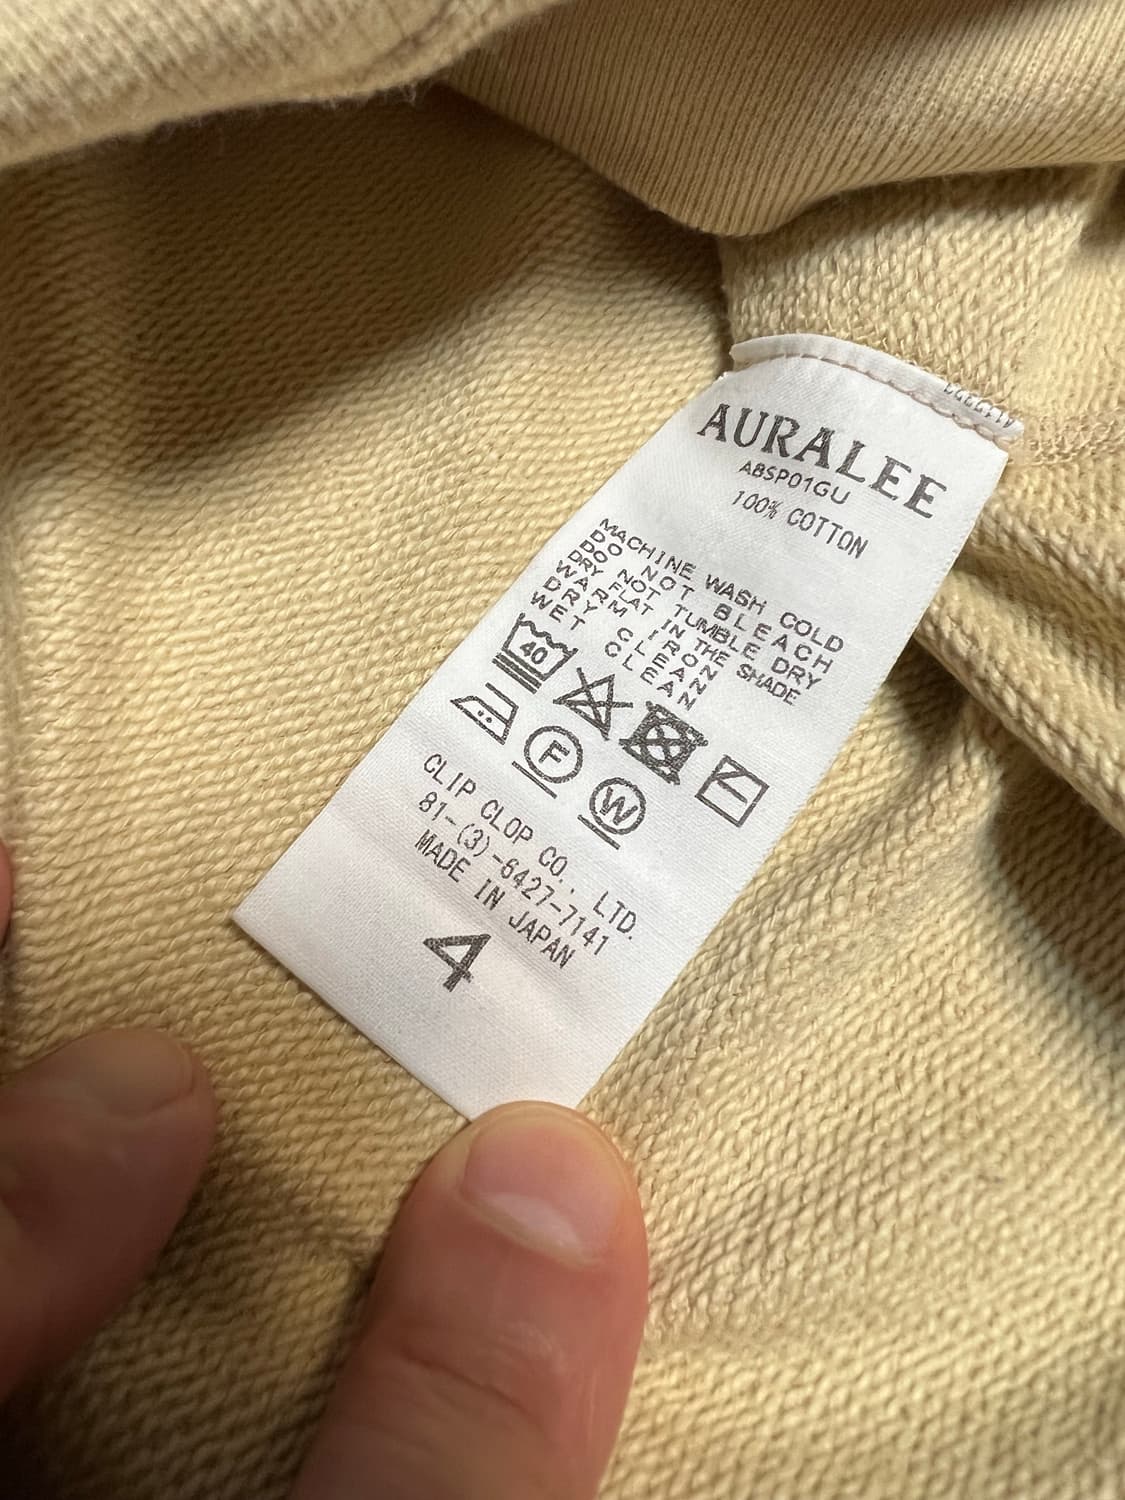 AURALEE
A8SP01GU
100% COTTON
MACHINE WASH COLD
DO NOT BLEACH
DO NOT TUMBLE DRY
DRY FLAT IN THE SHADE
WARM IRON
DRY CLEAN
WET CLEAN
40
F
W
CLIP CLOP CO., LTD.
81-(3)-6427-7141
MADE IN JAPAN
4